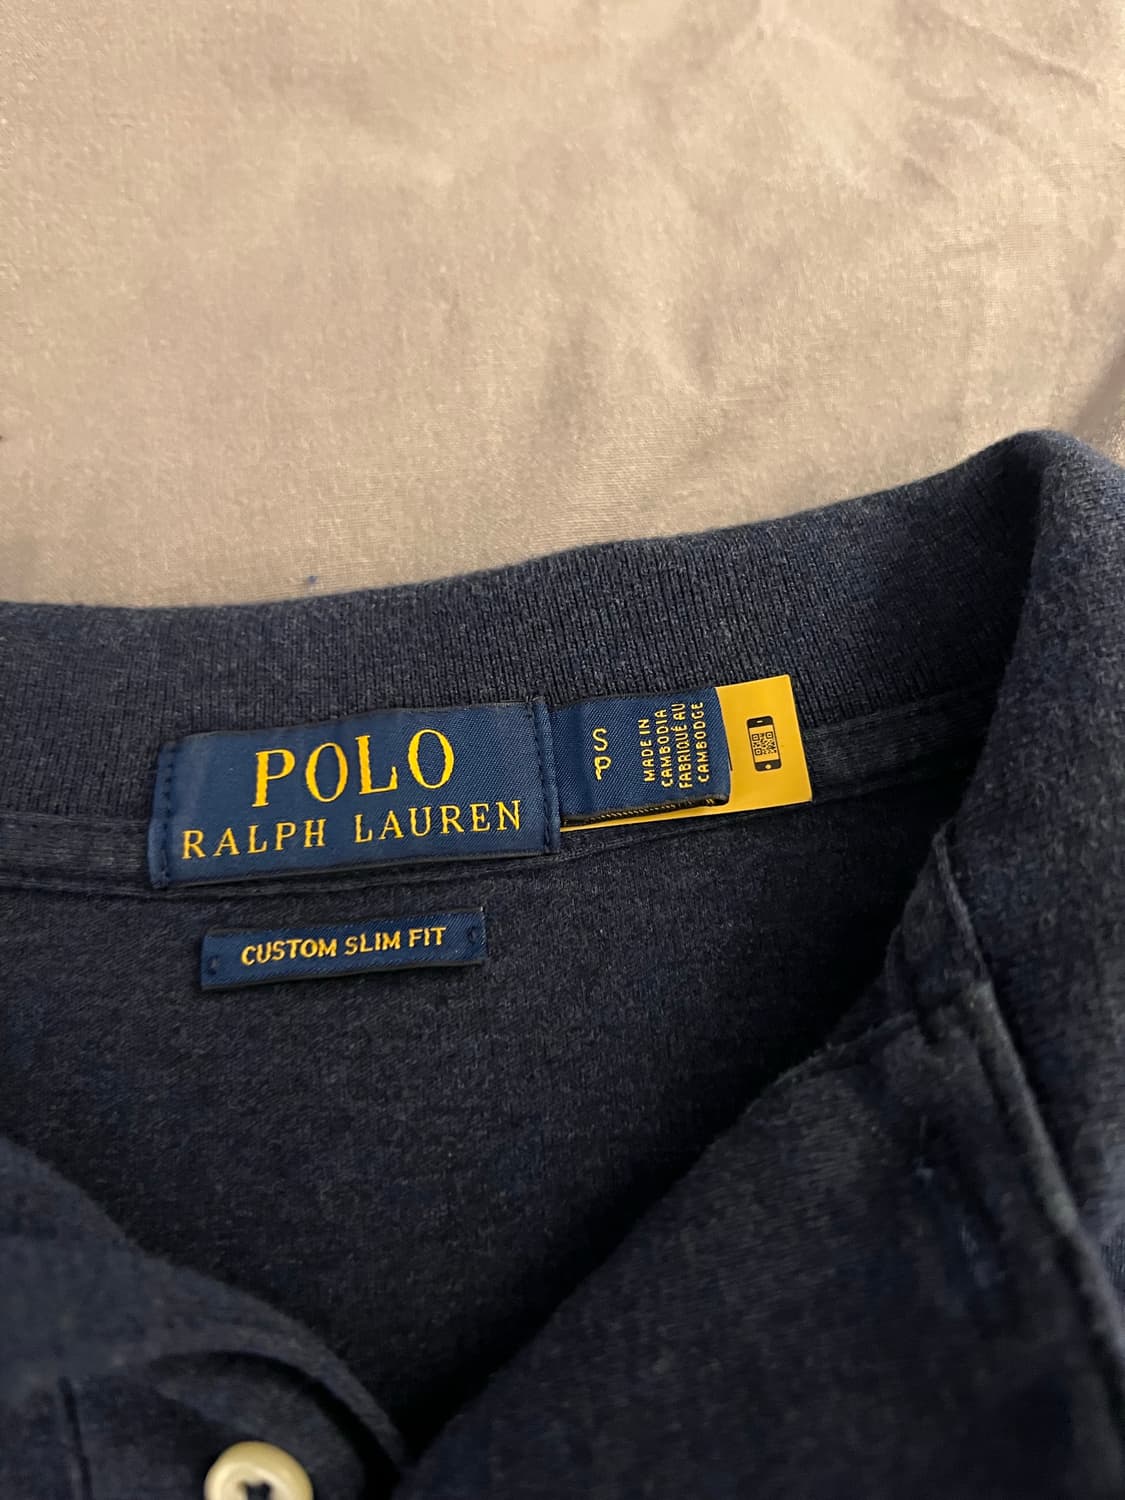 POLO
RALPH LAUREN
S
P
MADE IN
CAMBODIA
FABRIQUÉ AU
CAMBODGE
CUSTOM SLIM FIT